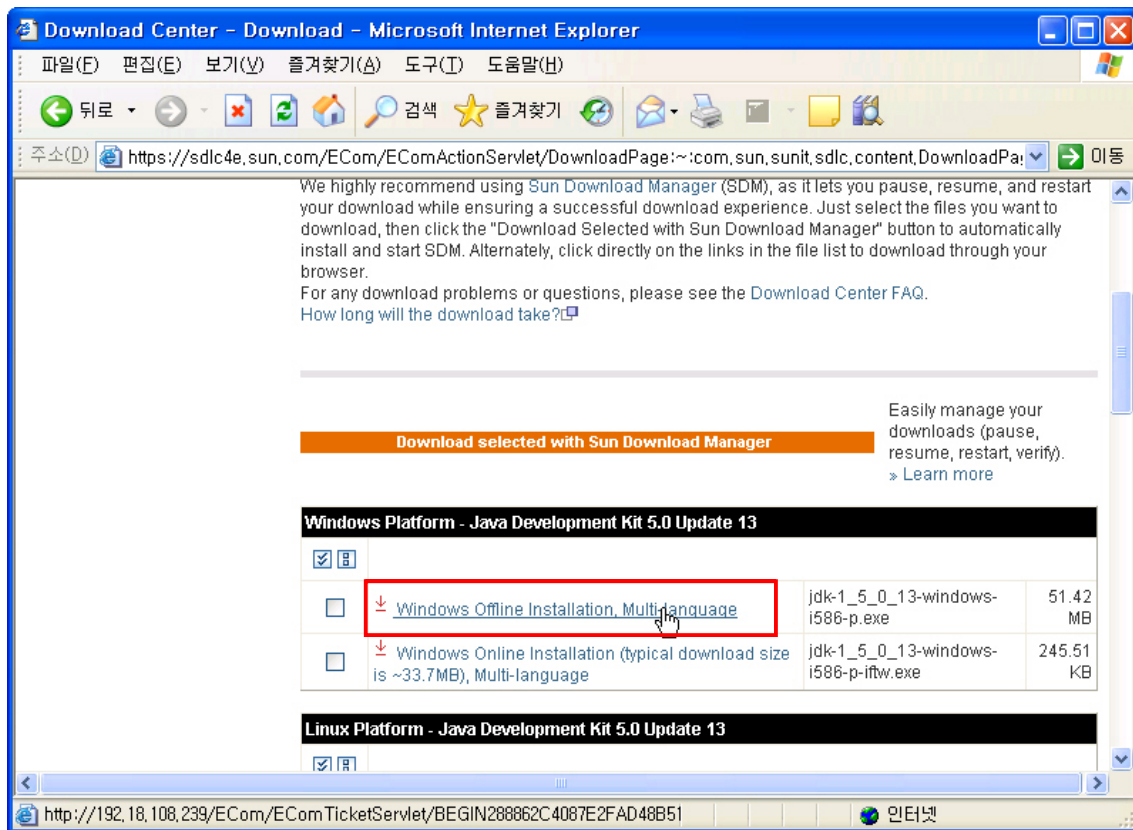 Download Center - Download - Microsoft Internet Explorer
파일(F) 편집(E) 보기(V) 즐겨찾기(A) 도구(T) 도움말(H)
뒤로 검색 즐겨찾기
주소(D) https://sdlc4e.sun.com/ECom/EComActionServlet/DownloadPage:~:com.sun.sunit.sdlc.content.DownloadPa 이동
We highly recommend using Sun Download Manager (SDM), as it lets you pause, resume, and restart
your download while ensuring a successful download experience. Just select the files you want to
download, then click the "Download Selected with Sun Download Manager" button to automatically
install and start SDM. Alternately, click directly on the links in the file list to download through your
browser.
For any download problems or questions, please see the Download Center FAQ.
How long will the download take?
Easily manage your
downloads (pause,
resume, restart, verify).
» Learn more
Download selected with Sun Download Manager
Windows Platform - Java Development Kit 5.0 Update 13
Windows Offline Installation, Multi-language
jdk-1_5_0_13-windows-
i586-p.exe
51.42
MB
Windows Online Installation (typical download size
is ~33.7MB), Multi-language
jdk-1_5_0_13-windows-
i586-p-iftw.exe
245.51
KB
Linux Platform - Java Development Kit 5.0 Update 13
http://192.18.108.239/ECom/EComTicketServlet/BEGIN288862C4087E2FAD48B51 인터넷